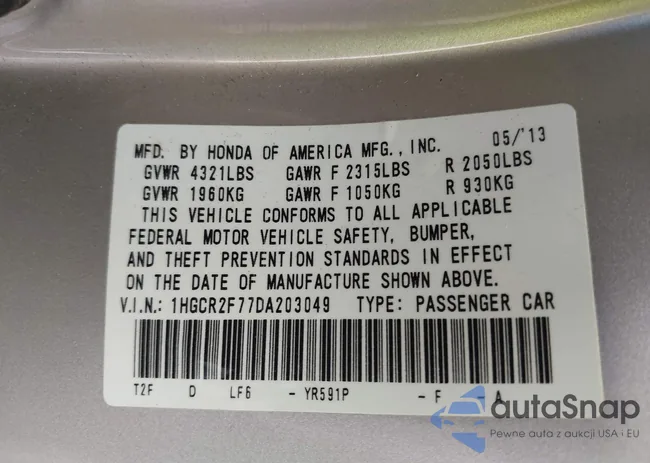 MFD. BY HONDA OF AMERICA MFG., INC. 05/'13
GVWR 4321LBS GAWR F 2315LBS R 2050LBS
GVWR 1960KG GAWR F 1050KG R 930KG
THIS VEHICLE CONFORMS TO ALL APPLICABLE
FEDERAL MOTOR VEHICLE SAFETY, BUMPER,
AND THEFT PREVENTION STANDARDS IN EFFECT
ON THE DATE OF MANUFACTURE SHOWN ABOVE.
V.I.N.: 1HGCR2F77DA203049 TYPE: PASSENGER CAR
T2F D LF6 - YR591P - F - A
autaSnap
Pewne auta z aukcji USA i EU